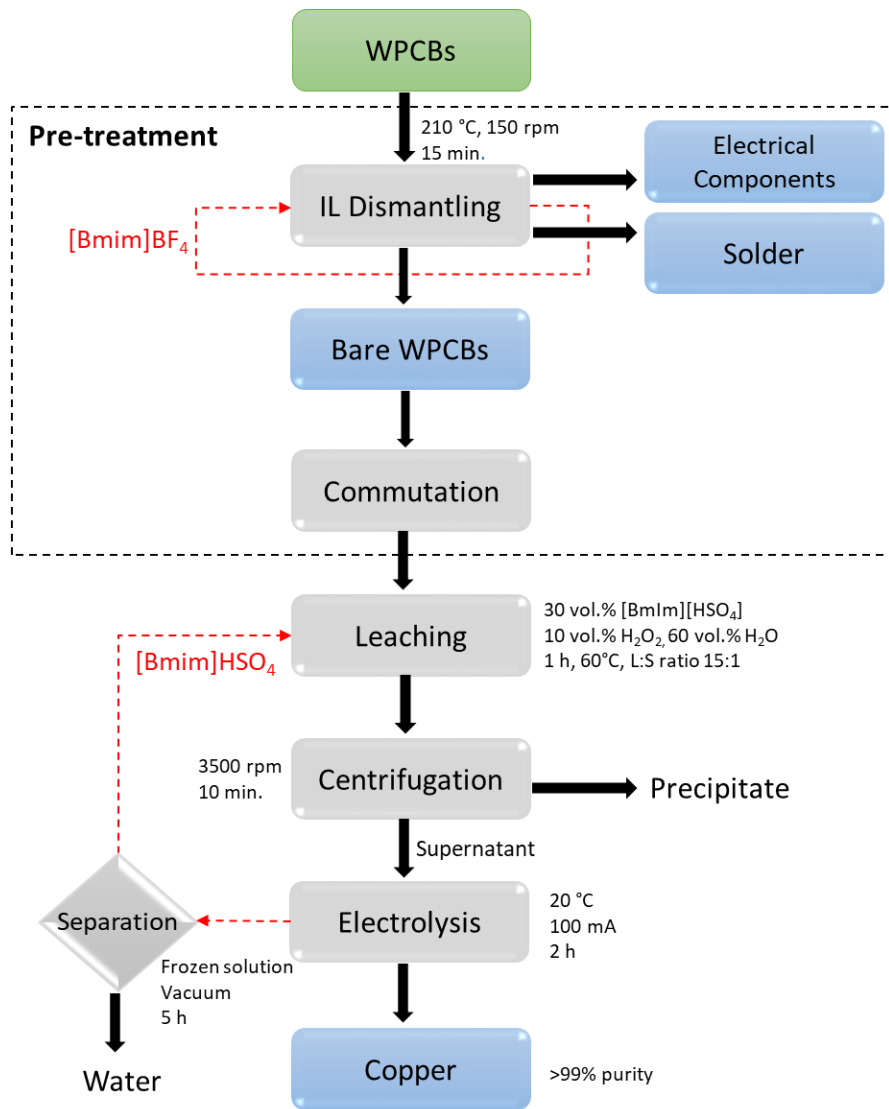 WPCBs
Pre-treatment
210 °C, 150 rpm
15 min.
Electrical
Components
IL Dismantling
[Bmim]BF₄
Solder
Bare WPCBs
Commutation
Leaching
30 vol.% [BmIm][HSO₄]
10 vol.% H₂O₂, 60 vol.% H₂O
1 h, 60°C, L:S ratio 15:1
[Bmim]HSO₄
3500 rpm
10 min.
Centrifugation
Precipitate
Supernatant
Separation
Electrolysis
20 °C
100 mA
2 h
Frozen solution
Vacuum
5 h
Water
Copper
>99% purity